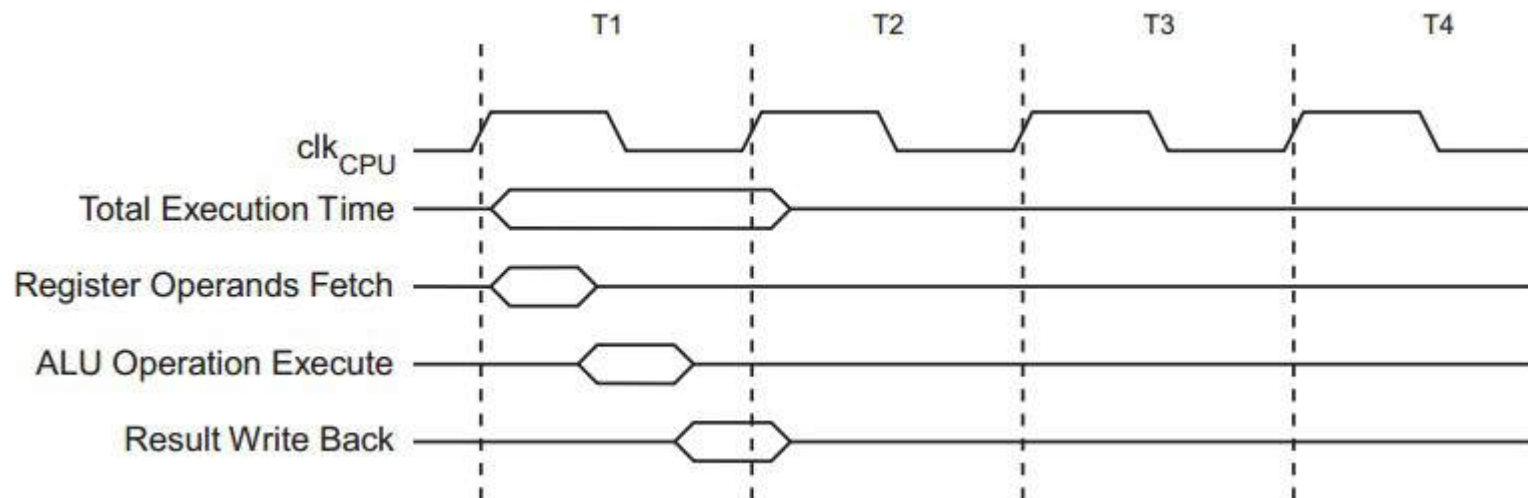 T1 T2 T3 T4
clkCPU
Total Execution Time
Register Operands Fetch
ALU Operation Execute
Result Write Back